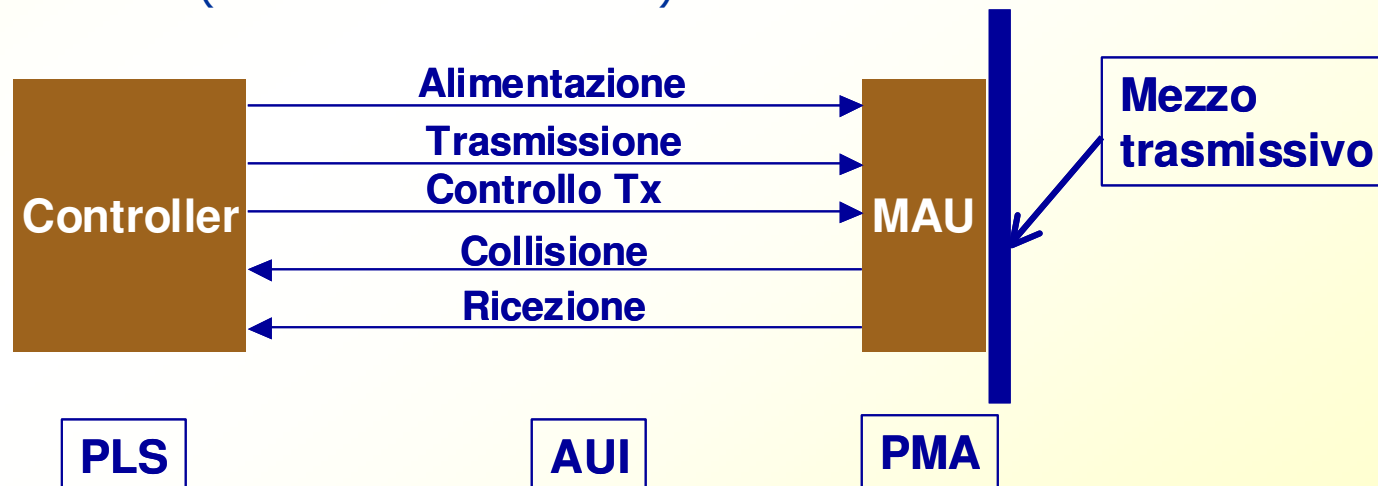 Alimentazione
Trasmissione
Controllo Tx
Collisione
Ricezione
Controller
MAU
Mezzo
trasmissivo
PLS
AUI
PMA